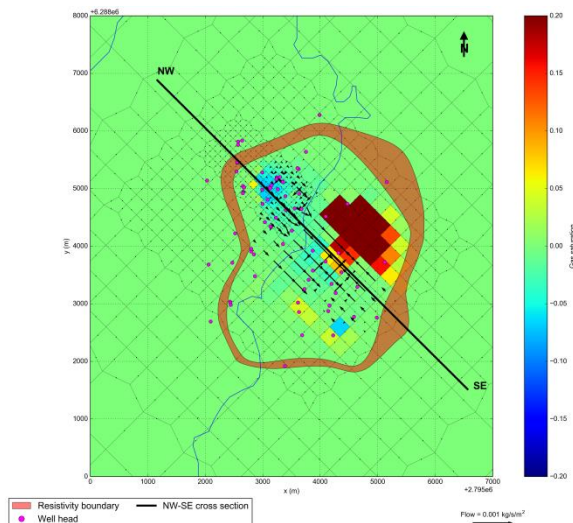 +6.288e6
8000
7000
6000
5000
4000
3000
2000
1000
0
y (m)
NW
SE
N
0 1000 2000 3000 4000 5000 6000 7000
x (m)
+2.795e6
0.20
0.15
0.10
0.05
0.00
−0.05
−0.10
−0.15
−0.20
Gas saturation
Resistivity boundary
NW-SE cross section
Well head
Flow = 0.001 kg/s/m²